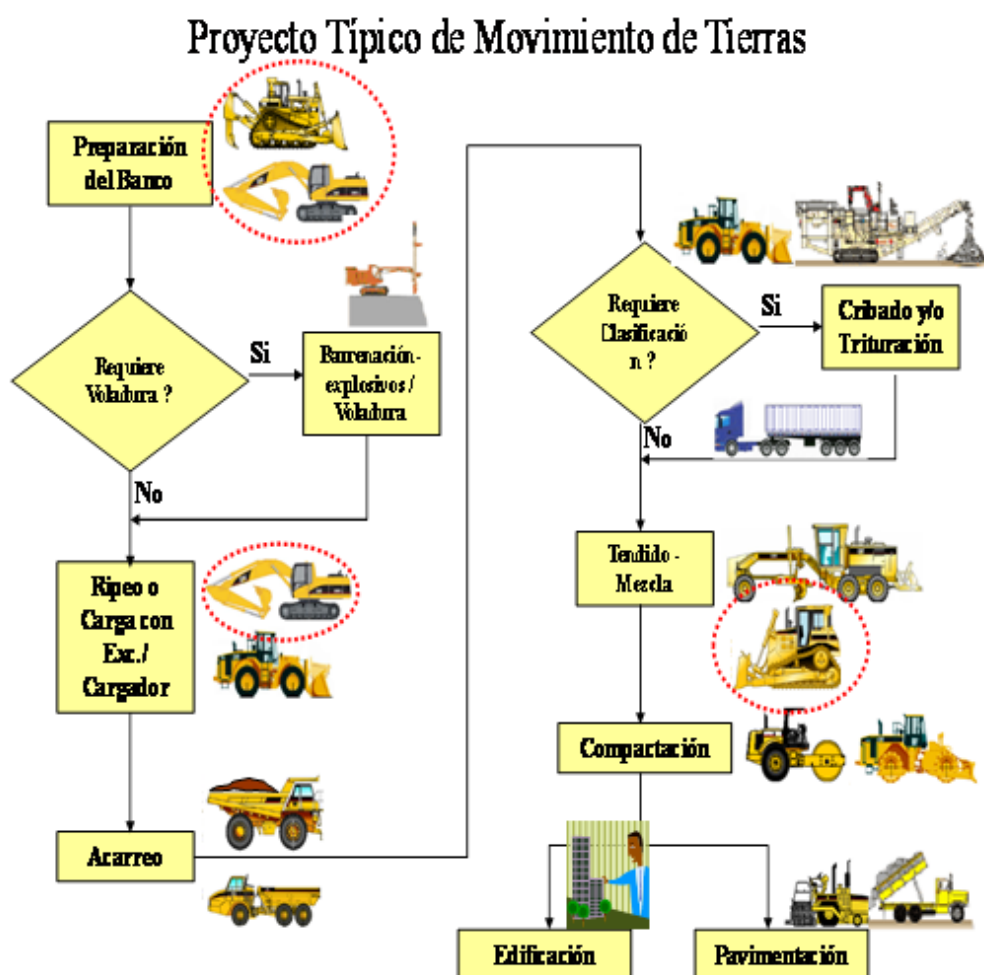 Proyecto Típico de Movimiento de Tierras
Preparación
del Banco
Requiere
Voladura ?
Si
Barrenación-
explosivos /
Voladura
No
Ripeo o
Carga con
Exc. /
Cargador
Acarreo
Requiere
Clasificació
n ?
Si
Cribado y/o
Trituración
No
Tendido -
Mezcla
Compactación
Edificación
Pavimentación